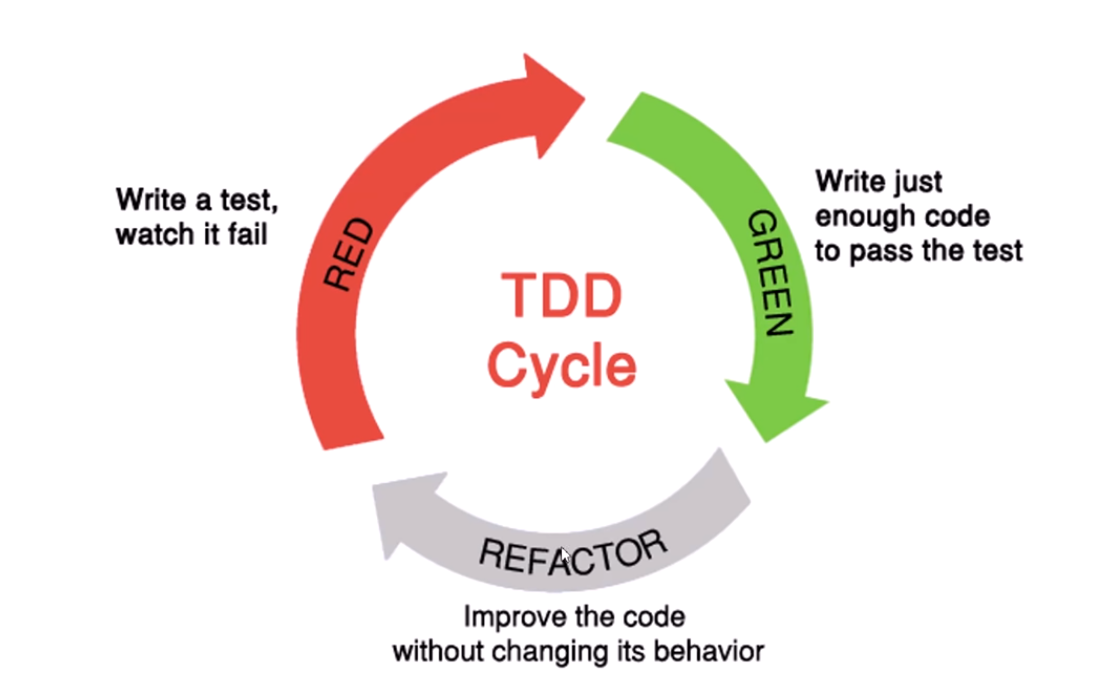 Write a test,
watch it fail
RED
TDD
Cycle
GREEN
Write just
enough code
to pass the test
REFACTOR
Improve the code
without changing its behavior